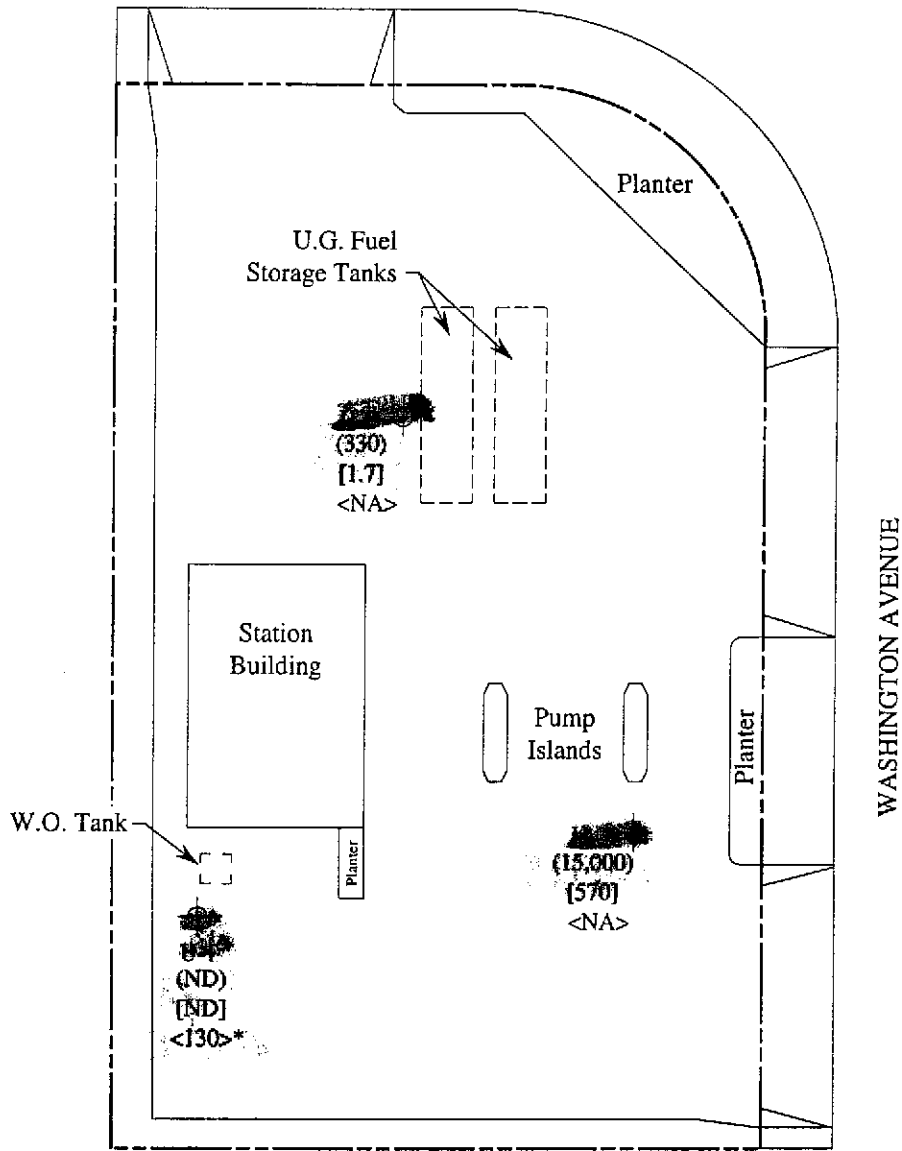 Planter
U.G. Fuel
Storage Tanks
(330)
[1.7]
<NA>
WASHINGTON AVENUE
Station
Building
Pump
Islands
Planter
W.O. Tank
Planter
(15,000)
[570]
<NA>
(ND)
[ND]
<130>*